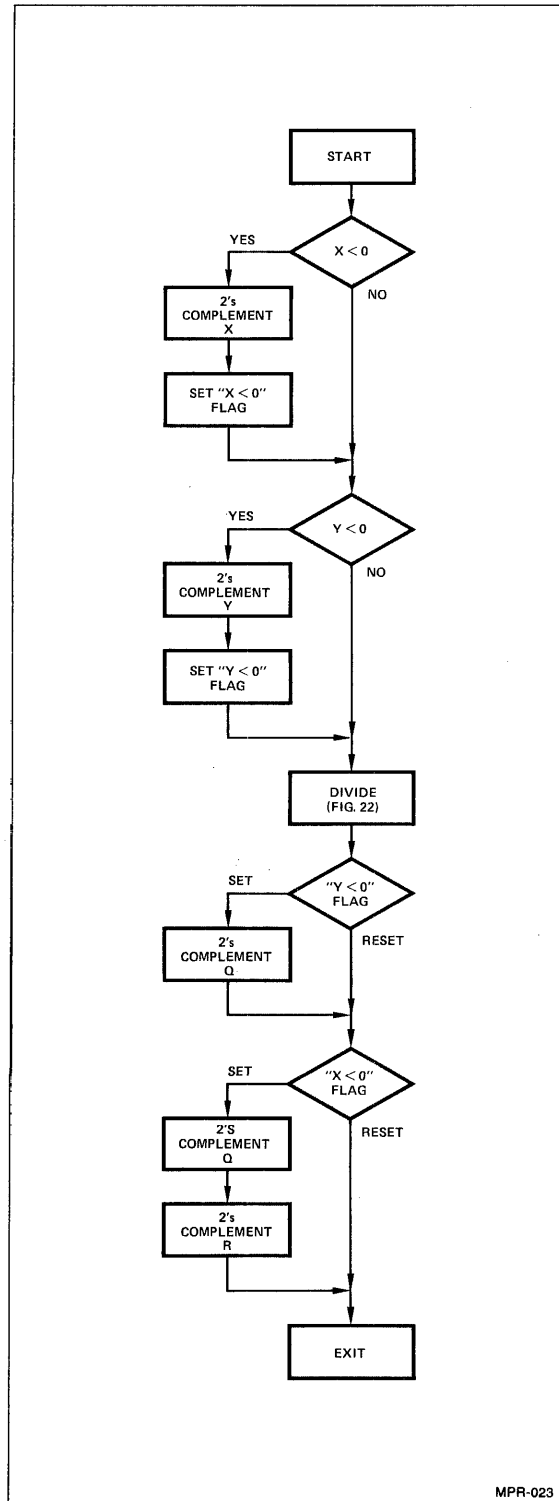 START
X < 0
YES
NO
2's
COMPLEMENT
X
SET "X < 0"
FLAG
Y < 0
YES
NO
2's
COMPLEMENT
Y
SET "Y < 0"
FLAG
DIVIDE
(FIG. 22)
"Y < 0"
FLAG
SET
RESET
2's
COMPLEMENT
Q
"X < 0"
FLAG
SET
RESET
2'S
COMPLEMENT
Q
2's
COMPLEMENT
R
EXIT
MPR-023